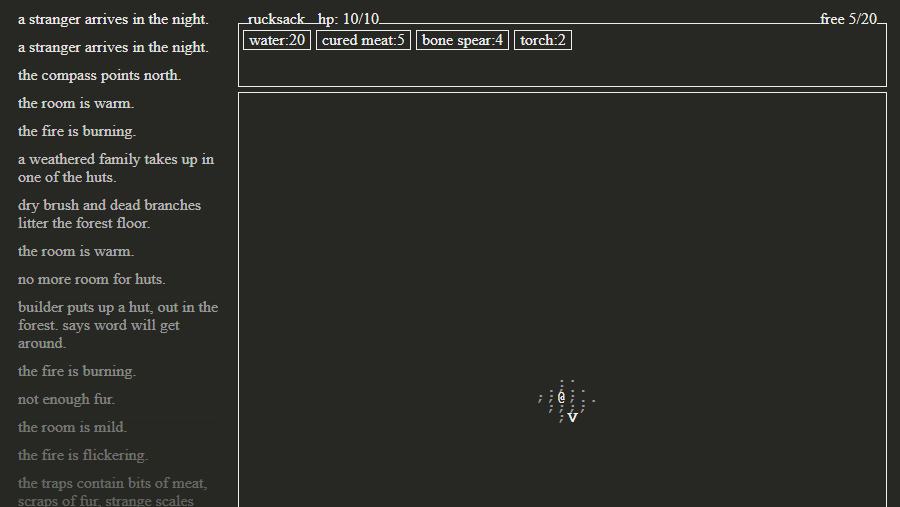 a stranger arrives in the night.
a stranger arrives in the night.
the compass points north.
the room is warm.
the fire is burning.
a weathered family takes up in
one of the huts.
dry brush and dead branches
litter the forest floor.
the room is warm.
no more room for huts.
builder puts up a hut, out in the
forest. says word will get
around.
the fire is burning.
not enough fur.
the room is mild.
the fire is flickering.
the traps contain bits of meat,
scraps of fur, strange scales
rucksack hp: 10/10 free 5/20
water:20 cured meat:5 bone spear:4 torch:2
@
V